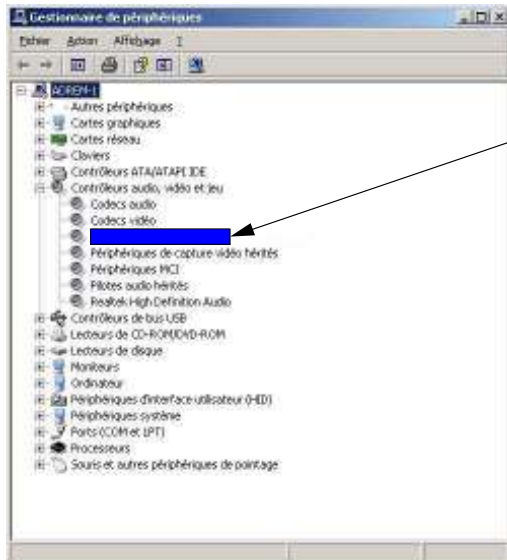 Gestionnaire de périphériques
Fichier Action Affichage ?
ADREM-1
Autres périphériques
Cartes graphiques
Cartes réseau
Claviers
Contrôleurs ATA/ATAPI IDE
Contrôleurs audio, vidéo et jeu
Codecs audio
Codecs vidéo
Périphériques de capture vidéo hérités
Périphériques MCI
Pilotes audio hérités
Realtek High Definition Audio
Contrôleurs de bus USB
Lecteurs de CD-ROM/DVD-ROM
Lecteurs de disque
Moniteurs
Ordinateur
Périphériques d'interface utilisateur (HID)
Périphériques système
Ports (COM et LPT)
Processeurs
Souris et autres périphériques de pointage